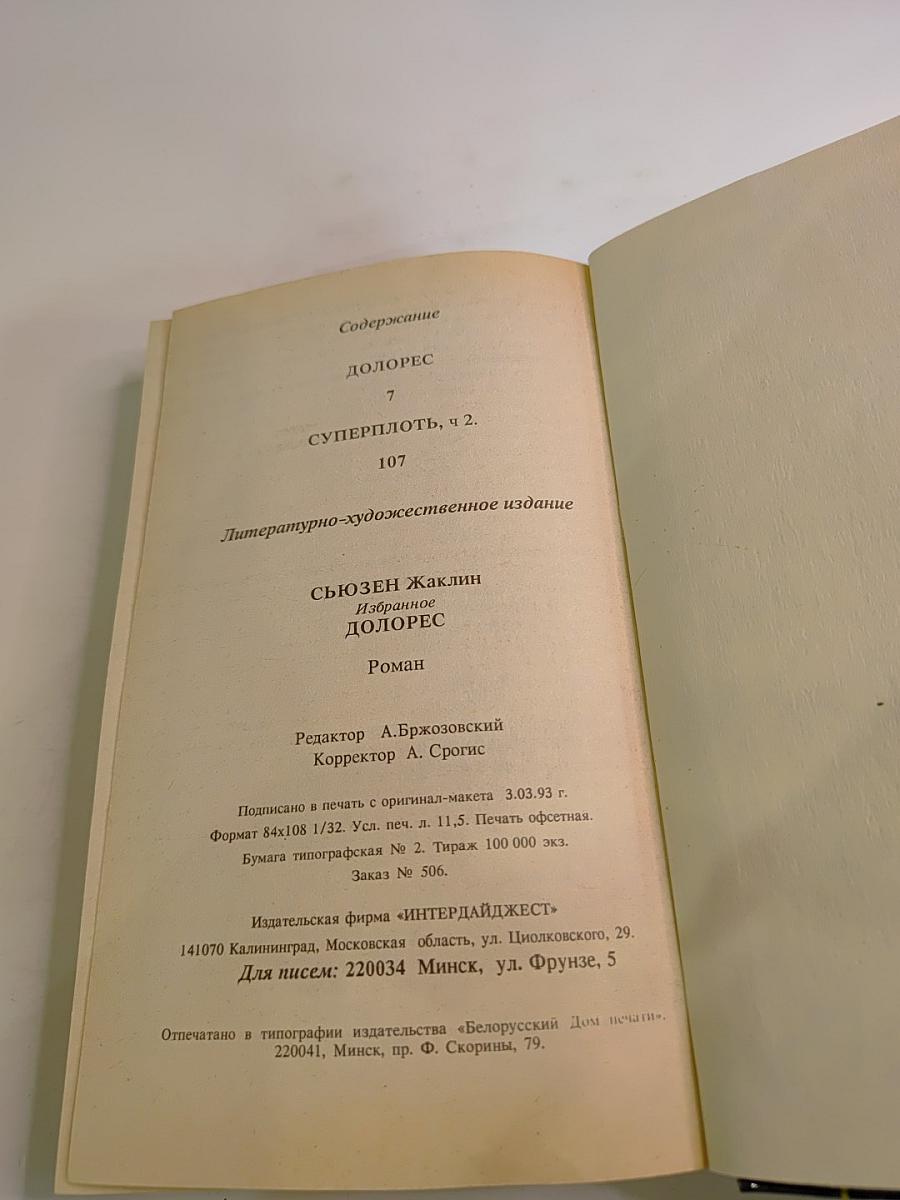 Содержание
ДОЛОРЕС
7
СУПЕРПЛОТЬ, ч 2.
107
Литературно-художественное издание
СЬЮЗЕН Жаклин
Избранное
ДОЛОРЕС
Роман
Редактор А.Бржозовский
Корректор А. Срогис
Подписано в печать с оригинал-макета 3.03.93 г.
Формат 84х108 1/32. Усл. печ. л. 11,5. Печать офсетная.
Бумага типографская № 2. Тираж 100 000 экз.
Заказ № 506.
Издательская фирма «ИНТЕРДАЙДЖЕСТ»
141070 Калининград, Московская область, ул. Циолковского, 29.
Для писем: 220034 Минск, ул. Фрунзе, 5
Отпечатано в типографии издательства «Белорусский Дом печати».
220041, Минск, пр. Ф. Скорины, 79.